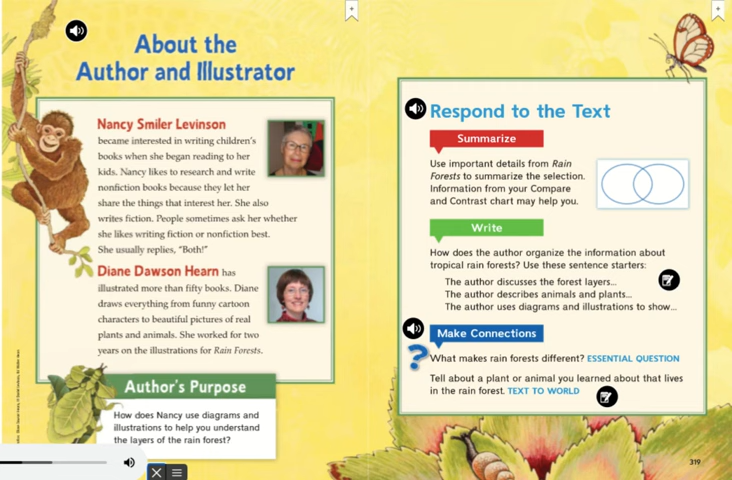 About the
Author and Illustrator
Nancy Smiler Levinson
became interested in writing children's
books when she began reading to her
kids. Nancy likes to research and write
nonfiction books because they let her
share the things that interest her. She also
writes fiction. People sometimes ask her whether
she likes writing fiction or nonfiction best.
She usually replies, "Both!"
Diane Dawson Hearn has
illustrated more than fifty books. Diane
draws everything from funny cartoon
characters to beautiful pictures of real
plants and animals. She worked for two
years on the illustrations for Rain Forests.
Author's Purpose
How does Nancy use diagrams and
illustrations to help you understand
the layers of the rain forest?
Respond to the Text
Summarize
Use important details from Rain
Forests to summarize the selection.
Information from your Compare
and Contrast chart may help you.
Write
How does the author organize the information about
tropical rain forests? Use these sentence starters:
The author discusses the forest layers...
The author describes animals and plants...
The author uses diagrams and illustrations to show...
Make Connections
?
What makes rain forests different? ESSENTIAL QUESTION
Tell about a plant or animal you learned about that lives
in the rain forest. TEXT TO WORLD
319